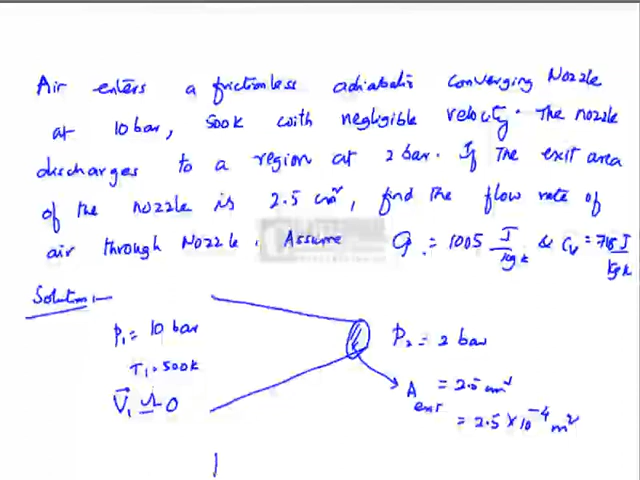 Air enters a frictionless adiabatic converging Nozzle
at 10 bar, 500K with negligible velocity. The nozzle
discharges to a region at 2 bar. If the exit area
of the nozzle is 2.5 cm², find the flow rate of
air through Nozzle. Assume Cp = 1005 J/kg k & Cv = 718 J/kg k
Solution:-
P₁ = 10 bar
P₂ = 2 bar
T₁ = 500k
V₁ ≃ 0
A exit = 2.5 cm²
= 2.5 × 10⁻⁴ m²